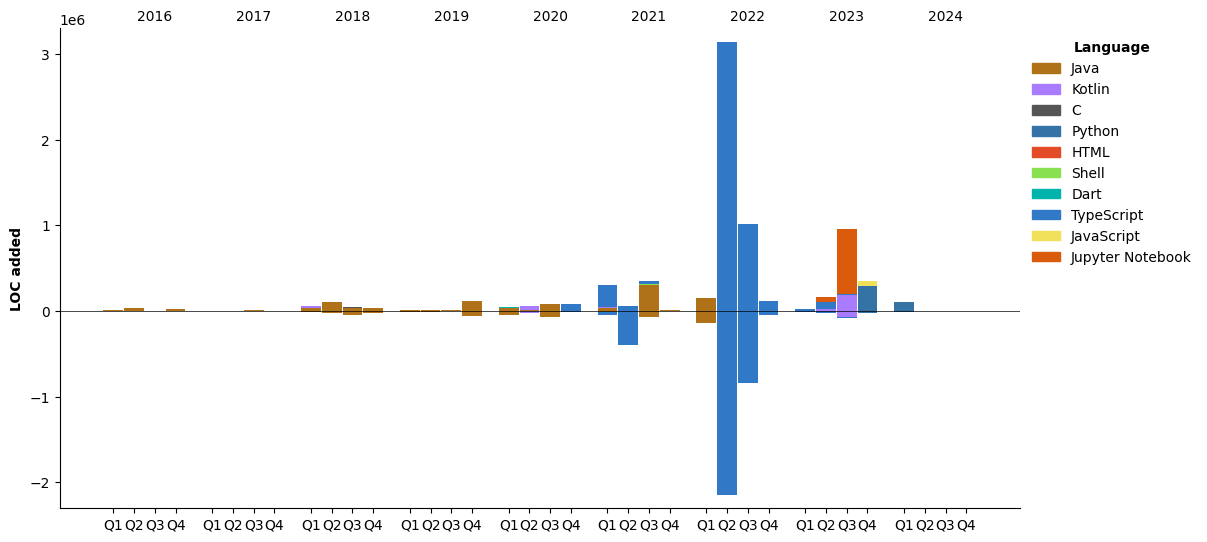 2016 2017 2018 2019 2020 2021 2022 2023 2024
1e6
3
2
1
0
−1
−2
LOC added
Q1 Q2 Q3 Q4 Q1 Q2 Q3 Q4 Q1 Q2 Q3 Q4 Q1 Q2 Q3 Q4 Q1 Q2 Q3 Q4 Q1 Q2 Q3 Q4 Q1 Q2 Q3 Q4 Q1 Q2 Q3 Q4 Q1 Q2 Q3 Q4
Language
Java
Kotlin
C
Python
HTML
Shell
Dart
TypeScript
JavaScript
Jupyter Notebook